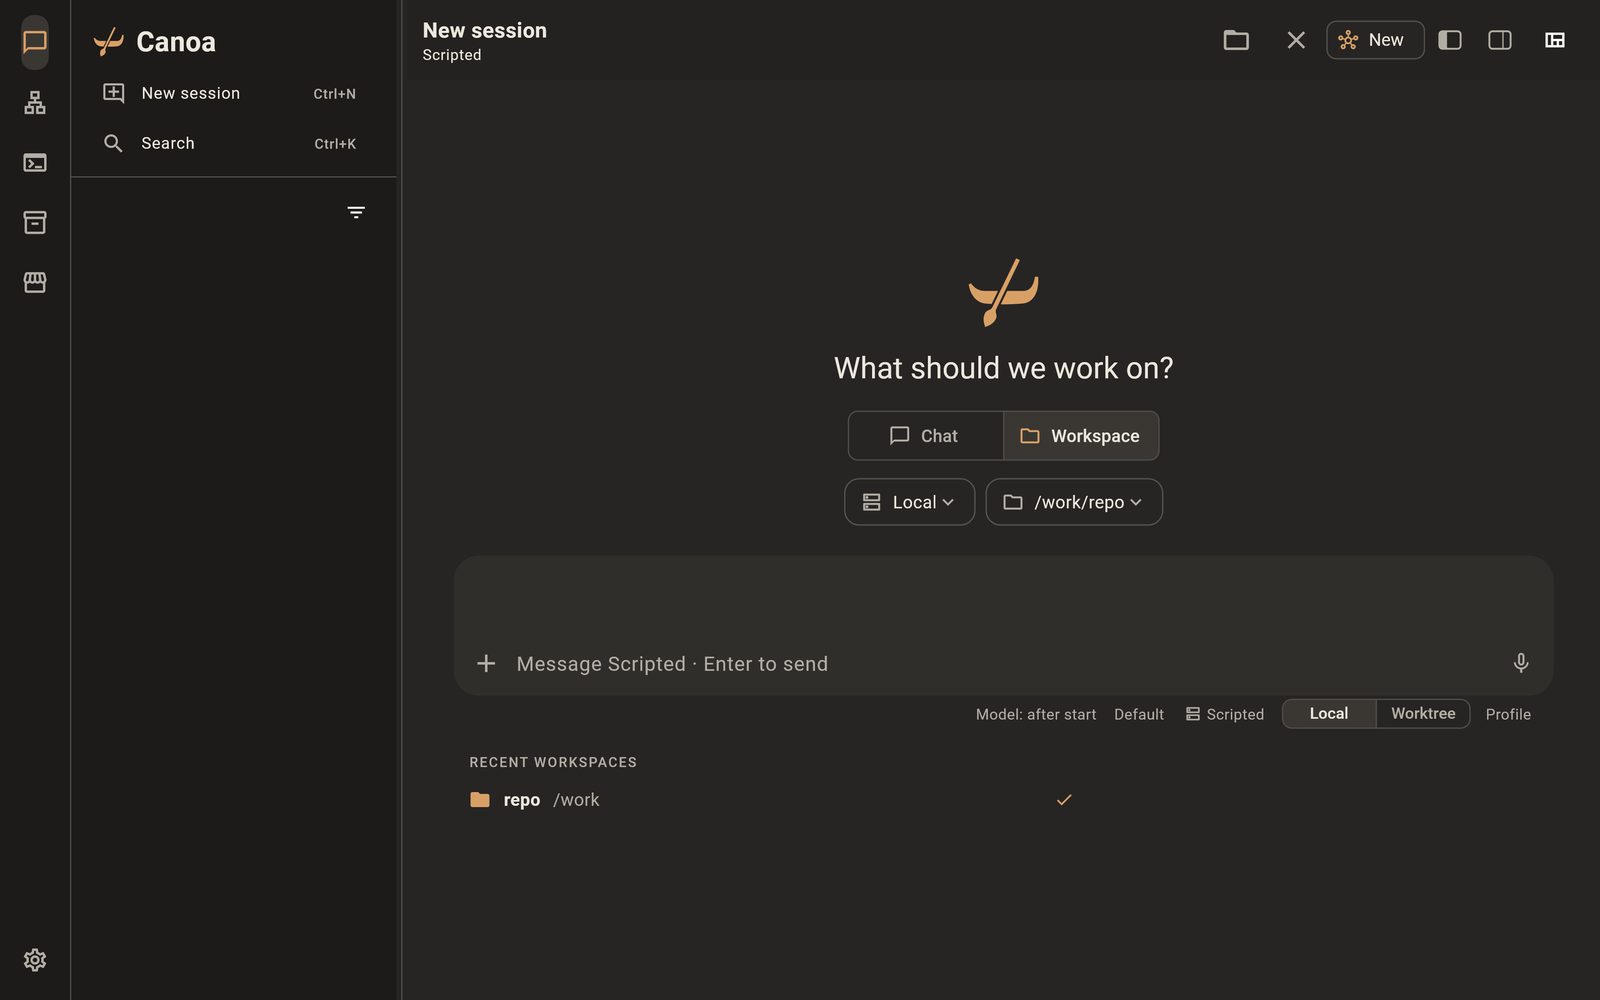 Canoa
New session Ctrl+N
Search Ctrl+K
New session
Scripted
New
What should we work on?
Chat Workspace
Local /work/repo
Message Scripted · Enter to send
Model: after start Default Scripted Local Worktree Profile
RECENT WORKSPACES
repo /work